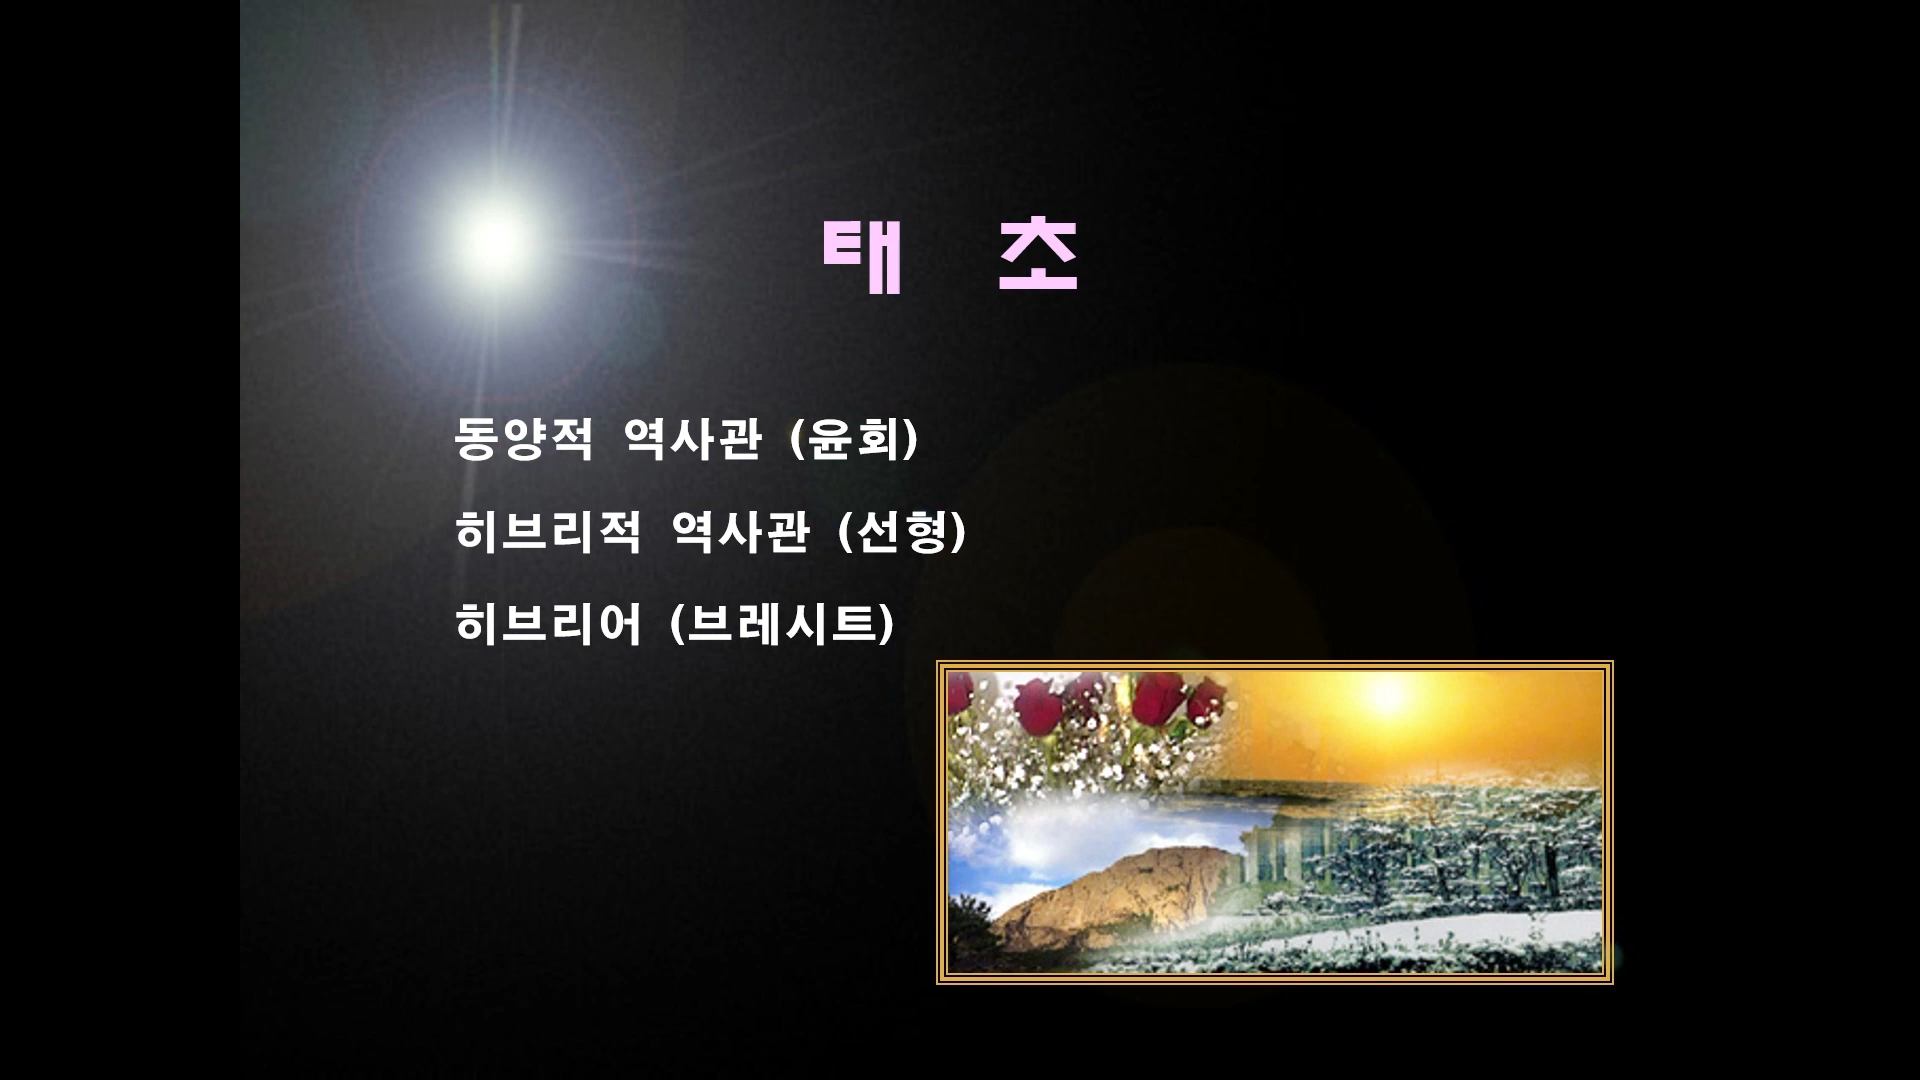 태 초
동양적 역사관 (윤회)
히브리적 역사관 (선형)
히브리어 (브레시트)